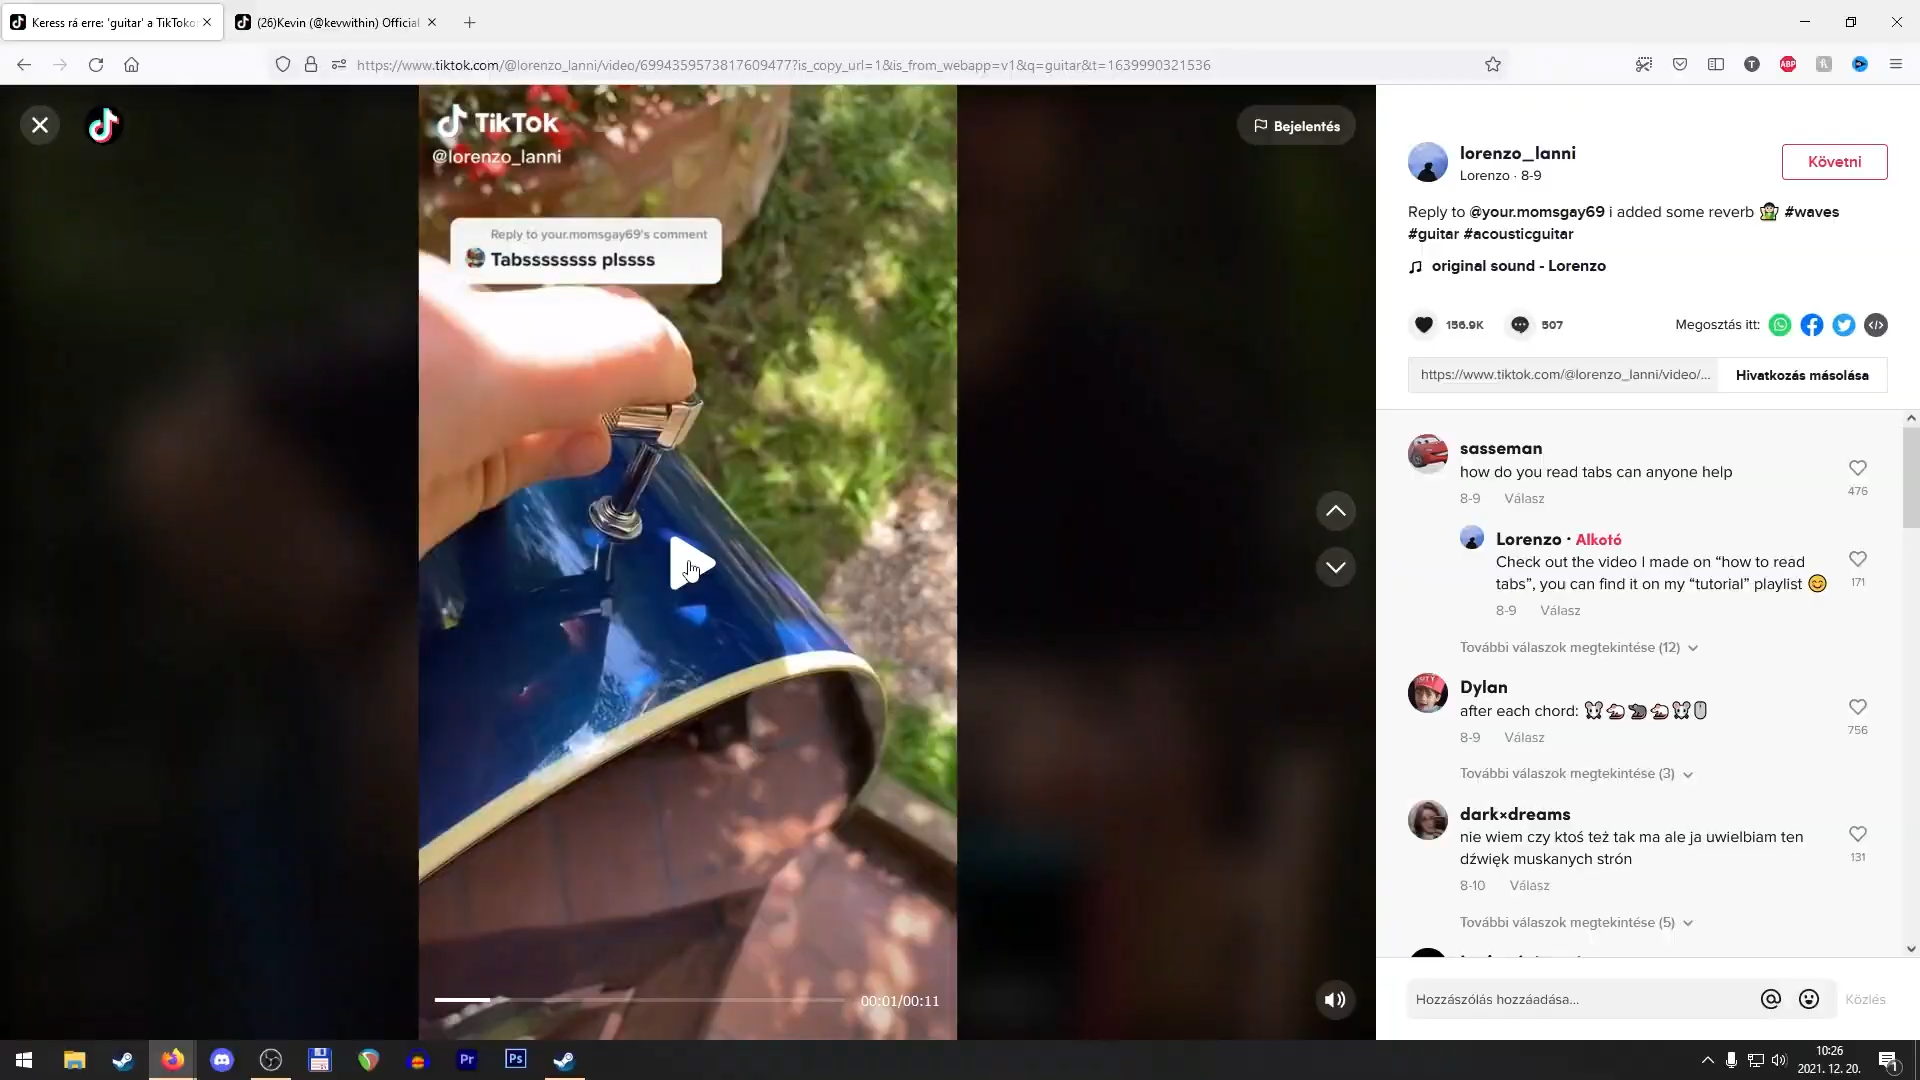 Keress rá erre: 'guitar' a TikToko
(26)Kevin (@kevwithin) Official
https://www.tiktok.com/@lorenzo_lanni/video/6994359573817609477?is_copy_url=1&is_from_webapp=v1&q=guitar&t=1639990321536
TikTok
@lorenzo_lanni
Bejelentés
Reply to your.momsgay69's comment
Tabsssssss plssss
00:01/00:11
lorenzo_lanni
Lorenzo · 8-9
Követni
Reply to @your.momsgay69 i added some reverb #waves
#guitar #acousticguitar
original sound - Lorenzo
156.9K
507
Megosztás itt:
https://www.tiktok.com/@lorenzo_lanni/video/...
Hivatkozás másolása
sasseman
how do you read tabs can anyone help
476
8-9 Válasz
Lorenzo · Alkotó
Check out the video I made on “how to read
tabs”, you can find it on my “tutorial” playlist
171
8-9 Válasz
További válaszok megtekintése (12)
Dylan
after each chord:
756
8-9 Válasz
További válaszok megtekintése (3)
dark×dreams
nie wiem czy ktoś też tak ma ale ja uwielbiam ten
dźwięk muskanych strón
131
8-10 Válasz
További válaszok megtekintése (5)
Hozzászólás hozzáadása...
Közlés
T
ABP
Pr
Ps
10:26
2021. 12. 20.
1